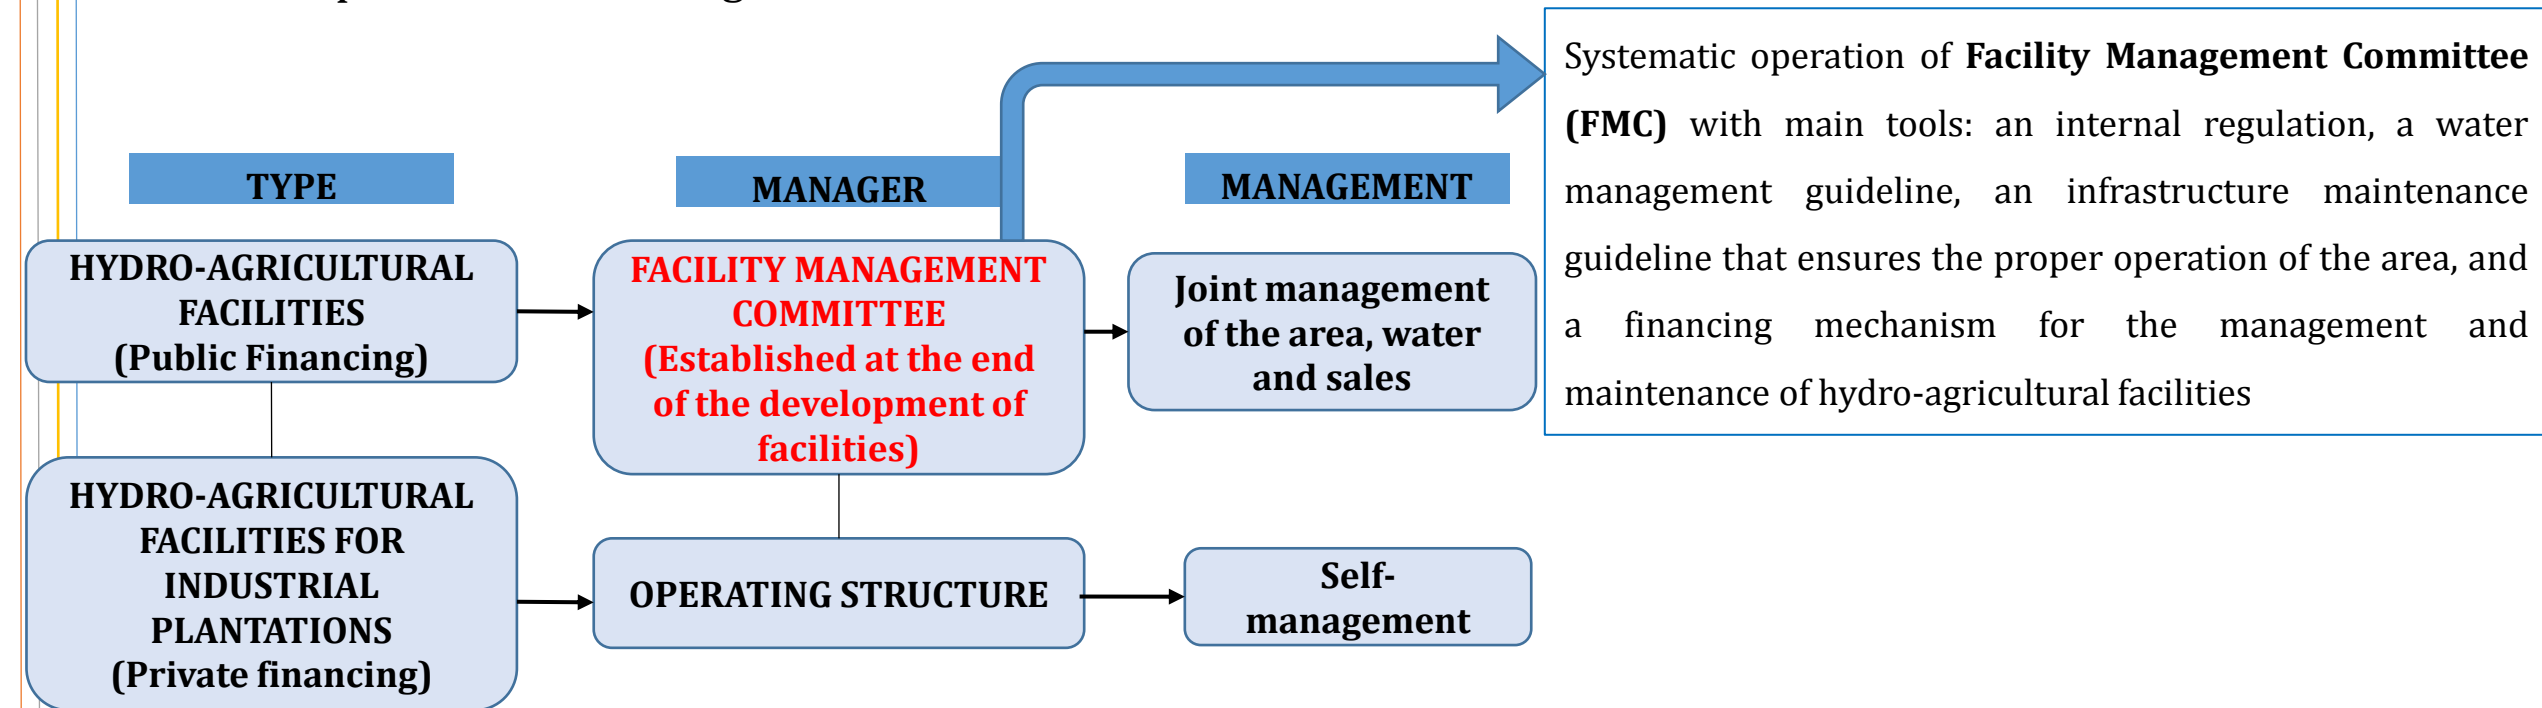 TYPE
MANAGER
MANAGEMENT
HYDRO-AGRICULTURAL
FACILITIES
(Public Financing)
FACILITY MANAGEMENT
COMMITTEE
(Established at the end
of the development of
facilities)
Joint management
of the area, water
and sales
HYDRO-AGRICULTURAL
FACILITIES FOR
INDUSTRIAL
PLANTATIONS
(Private financing)
OPERATING STRUCTURE
Self-
management
Systematic operation of Facility Management Committee
(FMC) with main tools: an internal regulation, a water
management guideline, an infrastructure maintenance
guideline that ensures the proper operation of the area, and
a financing mechanism for the management and
maintenance of hydro-agricultural facilities